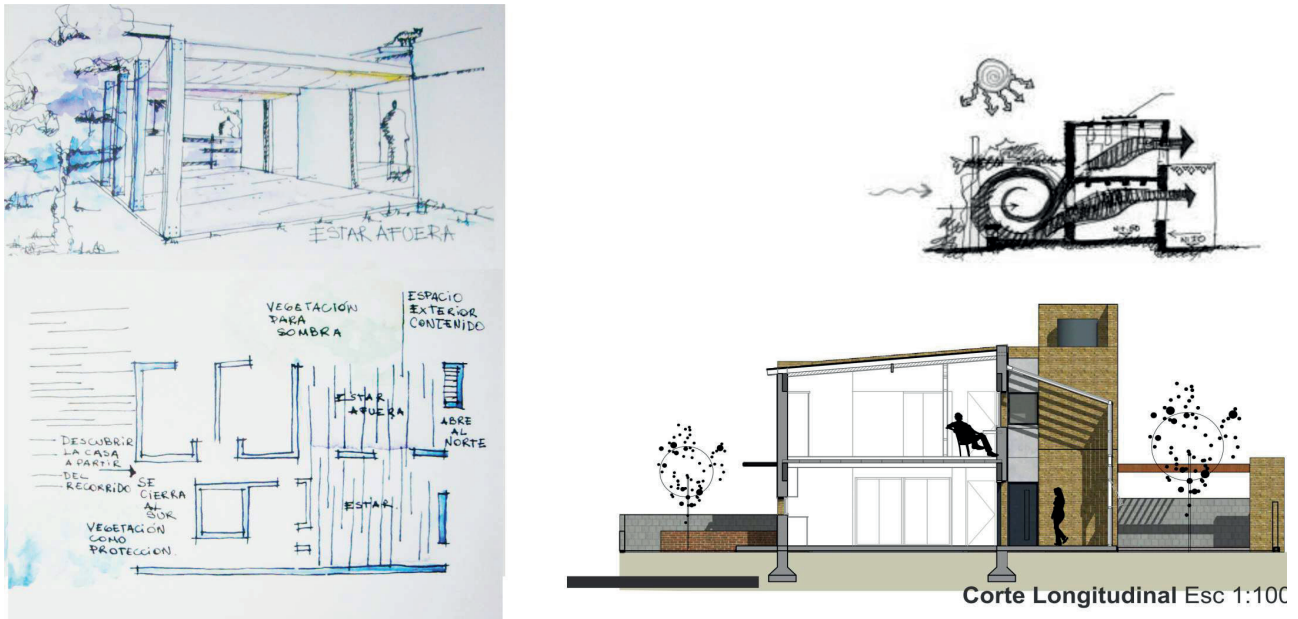 ESTAR AFUERA
VEGETACIÓN
PARA
SOMBRA
ESPACIO
EXTERIOR
CONTENIDO
ESTAR
AFUERA
ABRE
AL
NORTE
DESCUBRIR
LA CASA
A PARTIR
DEL
RECORRIDO
SE
CIERRA
AL
SUR
ESTAR.
VEGETACIÓN
COMO
PROTECCION.
Corte Longitudinal Esc 1:100